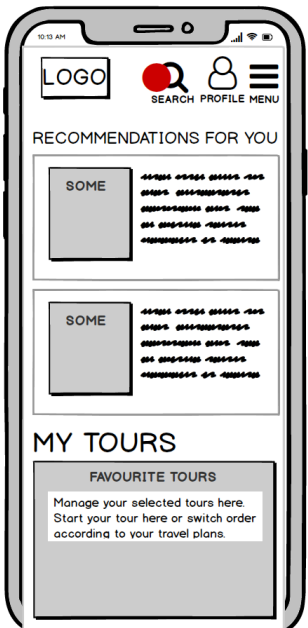 10:13 AM
LOGO
SEARCH PROFILE MENU
RECOMMENDATIONS FOR YOU
SOME
SOME
MY TOURS
FAVOURITE TOURS
Manage your selected tours here.
Start your tour here or switch order
according to your travel plans.